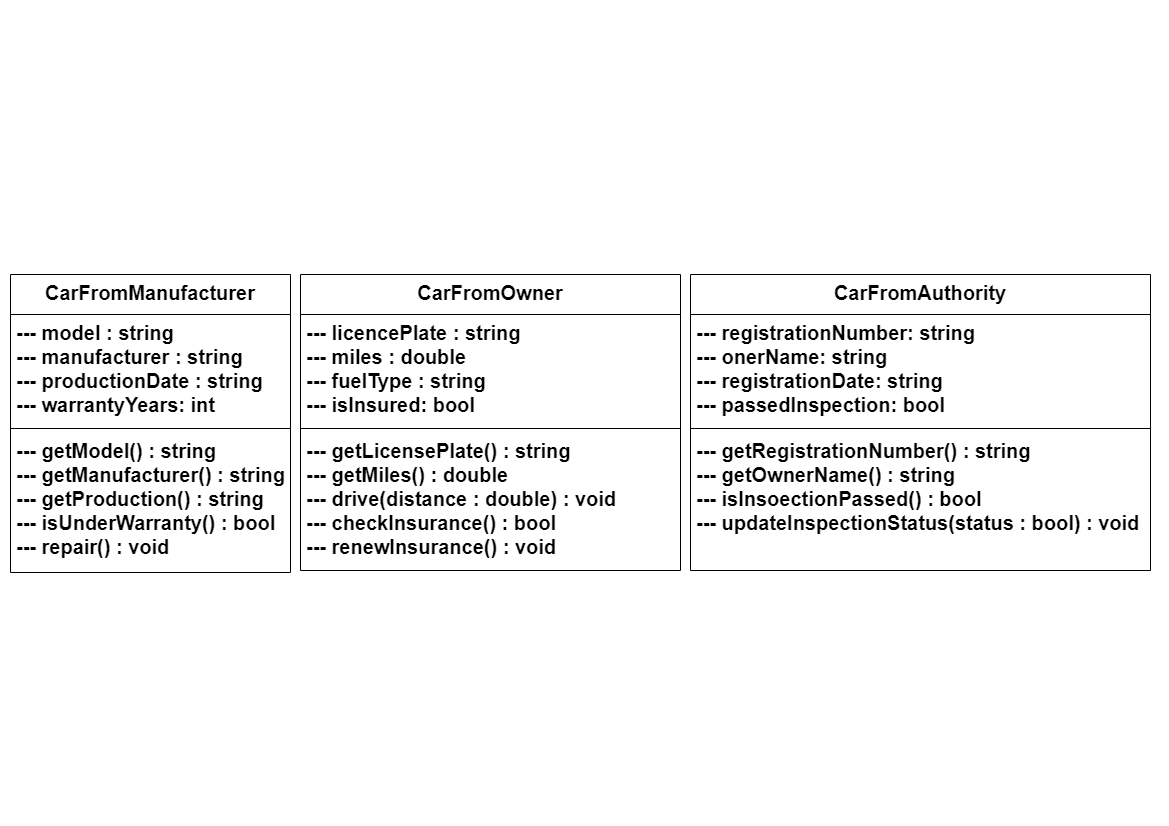 CarFromManufacturer
--- model : string
--- manufacturer : string
--- productionDate : string
--- warrantyYears: int
--- getModel() : string
--- getManufacturer() : string
--- getProduction() : string
--- isUnderWarranty() : bool
--- repair() : void
CarFromOwner
--- licencePlate : string
--- miles : double
--- fuelType : string
--- isInsured: bool
--- getLicensePlate() : string
--- getMiles() : double
--- drive(distance : double) : void
--- checkInsurance() : bool
--- renewInsurance() : void
CarFromAuthority
--- registrationNumber: string
--- onerName: string
--- registrationDate: string
--- passedInspection: bool
--- getRegistrationNumber() : string
--- getOwnerName() : string
--- isInsoectionPassed() : bool
--- updateInspectionStatus(status : bool) : void